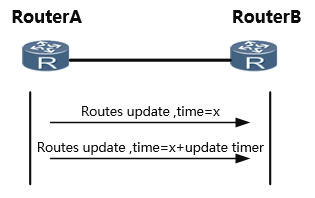 RouterA
RouterB
R
R
Routes update ,time=x
Routes update ,time=x+update timer